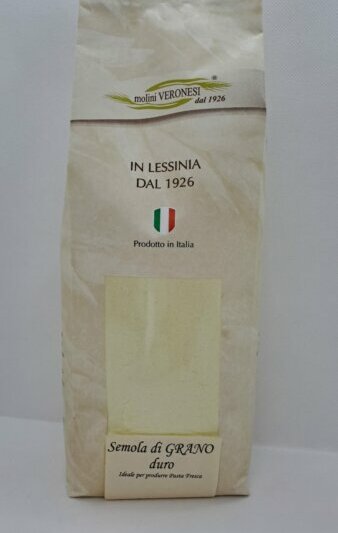 molini VERONESI ®
dal 1926
IN LESSINIA
DAL 1926
Prodotto in Italia
Semola di GRANO
duro
Ideale per produrre Pasta Fresca